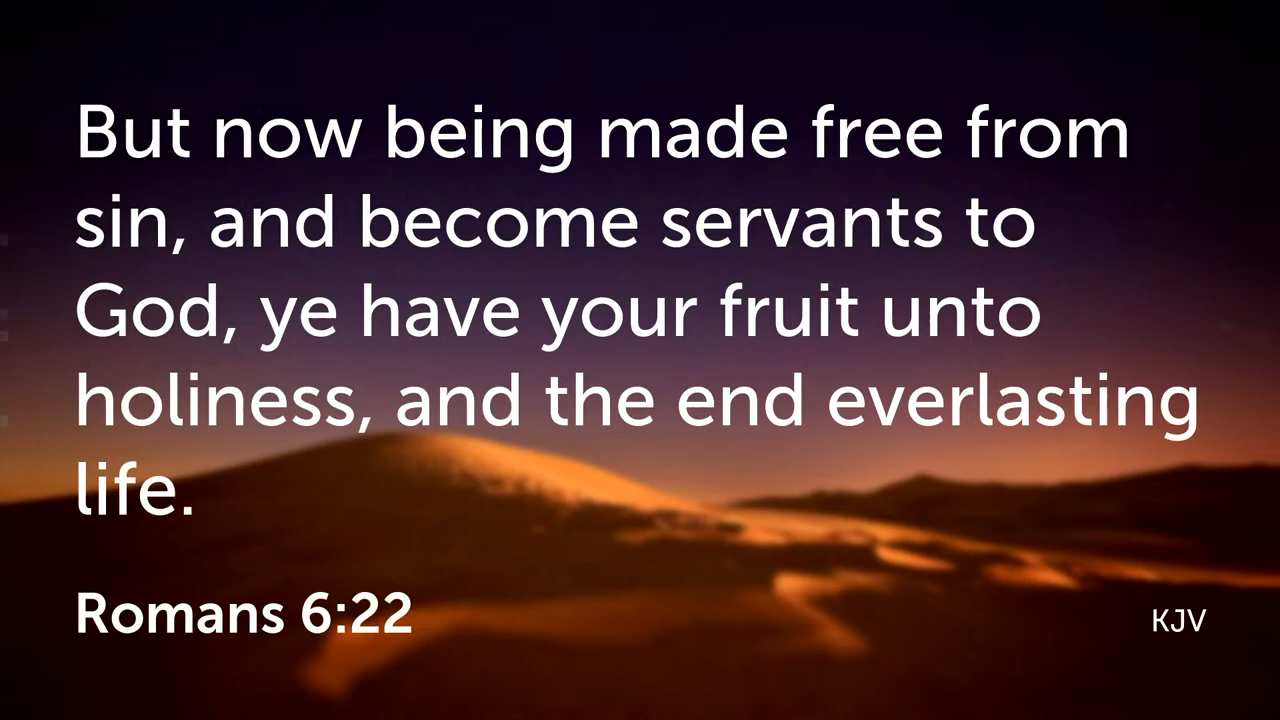 But now being made free from
sin, and become servants to
God, ye have your fruit unto
holiness, and the end everlasting
life.
Romans 6:22
KJV